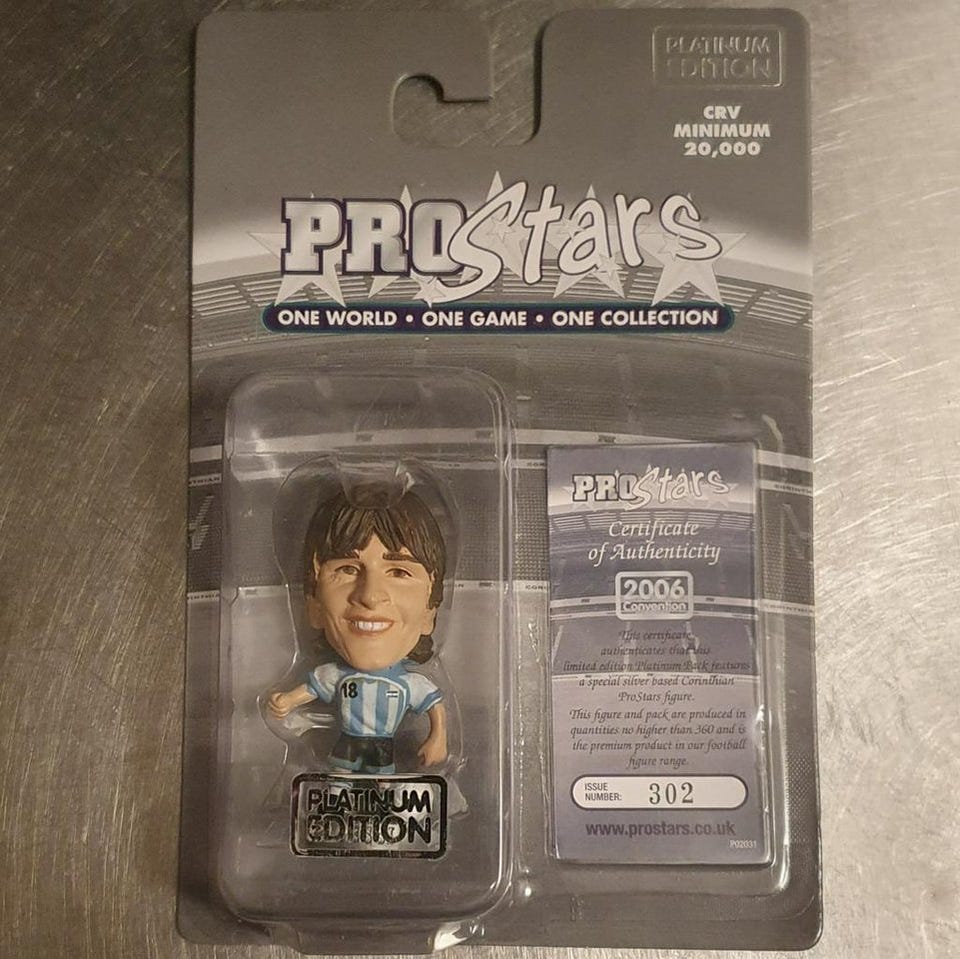 PLATINUM
EDITION
CRV
MINIMUM
20,000
PROStars
ONE WORLD • ONE GAME • ONE COLLECTION
18
PLATINUM
EDITION
PROStars
Certificate
of Authenticity
2006
Convention
This certificate
authenticates that this
limited edition Platinum Pack features
a special silver based Corinthian
ProStars figure.
This figure and pack are produced in
quantities no higher than 360 and is
the premium product in our football
figure range.
ISSUE
NUMBER: 302
www.prostars.co.uk
P02031